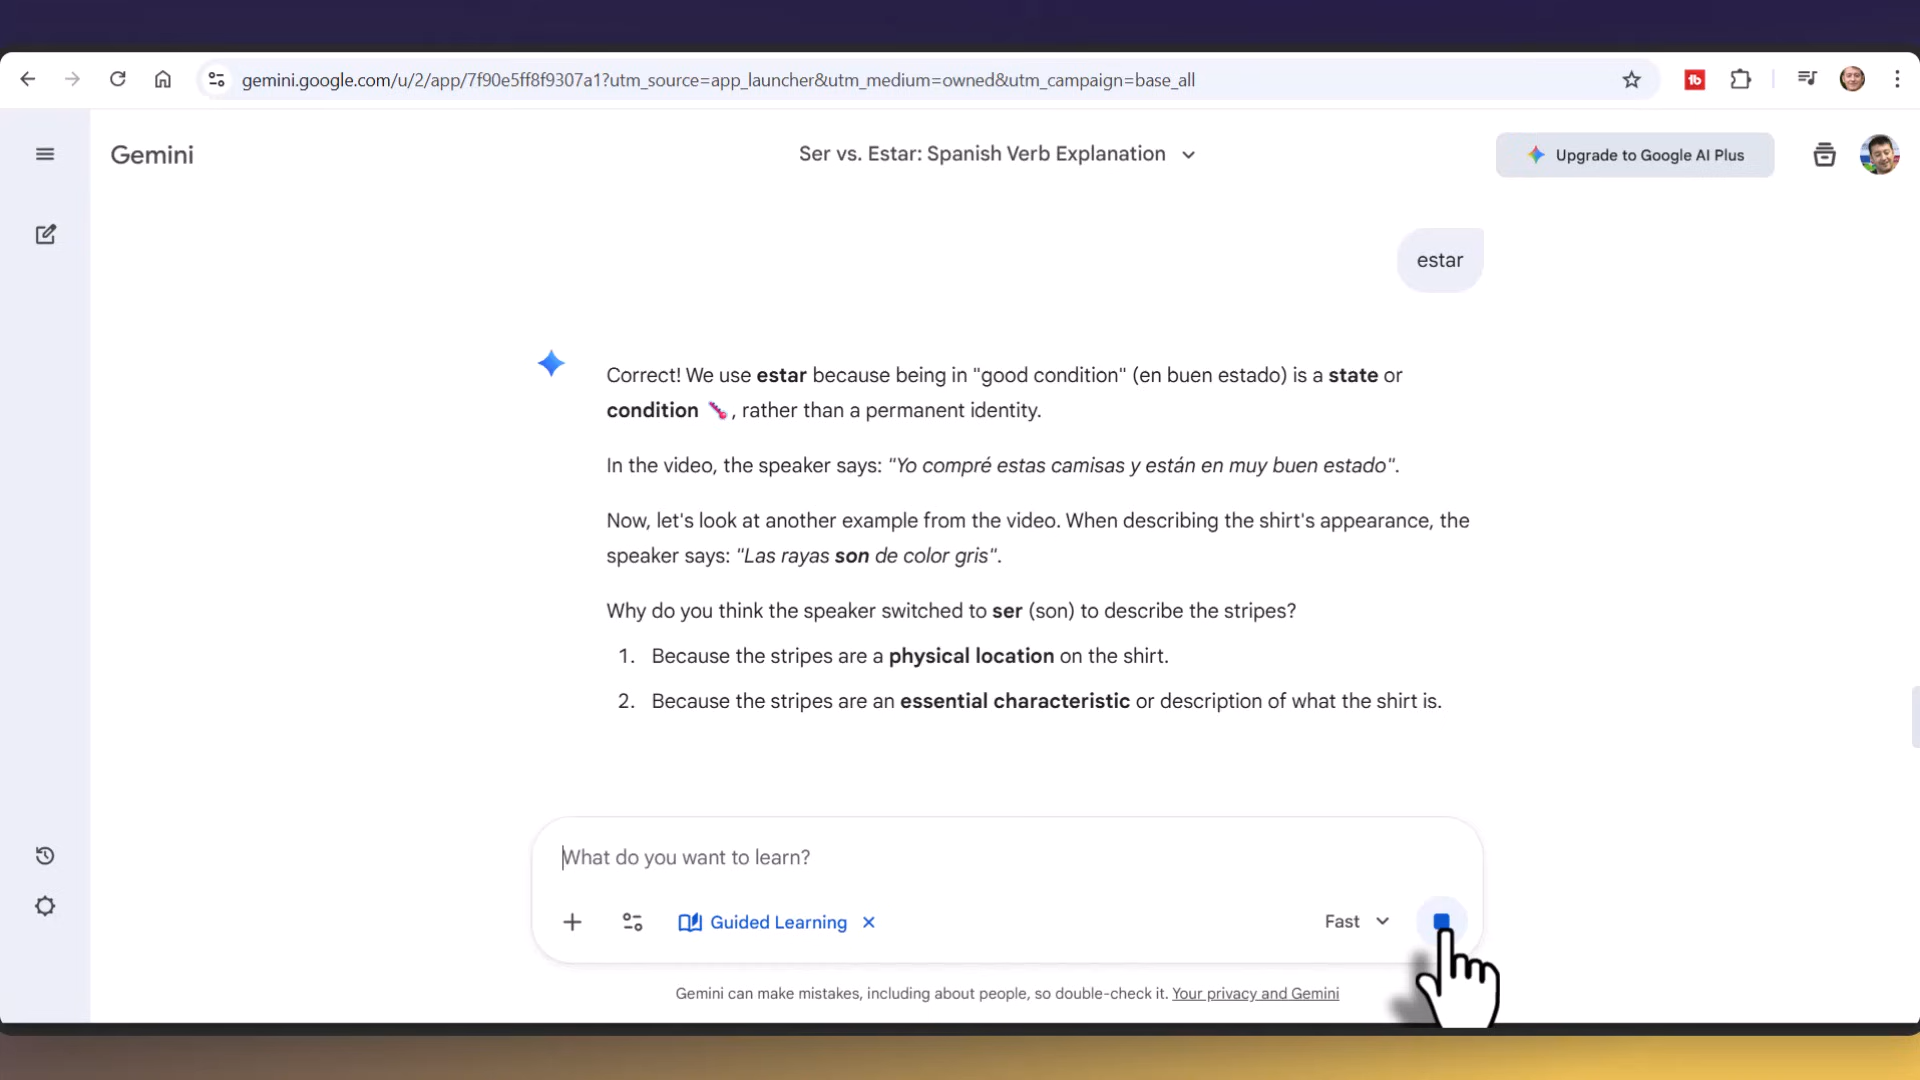 gemini.google.com/u/2/app/7f90e5ff8f9307a1?utm_source=app_launcher&utm_medium=owned&utm_campaign=base_all
Gemini
Ser vs. Estar: Spanish Verb Explanation
Upgrade to Google AI Plus
estar
Correct! We use estar because being in "good condition" (en buen estado) is a state or
condition , rather than a permanent identity.
In the video, the speaker says: "Yo compré estas camisas y están en muy buen estado".
Now, let's look at another example from the video. When describing the shirt's appearance, the
speaker says: "Las rayas son de color gris".
Why do you think the speaker switched to ser (son) to describe the stripes?
1. Because the stripes are a physical location on the shirt.
2. Because the stripes are an essential characteristic or description of what the shirt is.
What do you want to learn?
Guided Learning
Fast
Gemini can make mistakes, including about people, so double-check it. Your privacy and Gemini